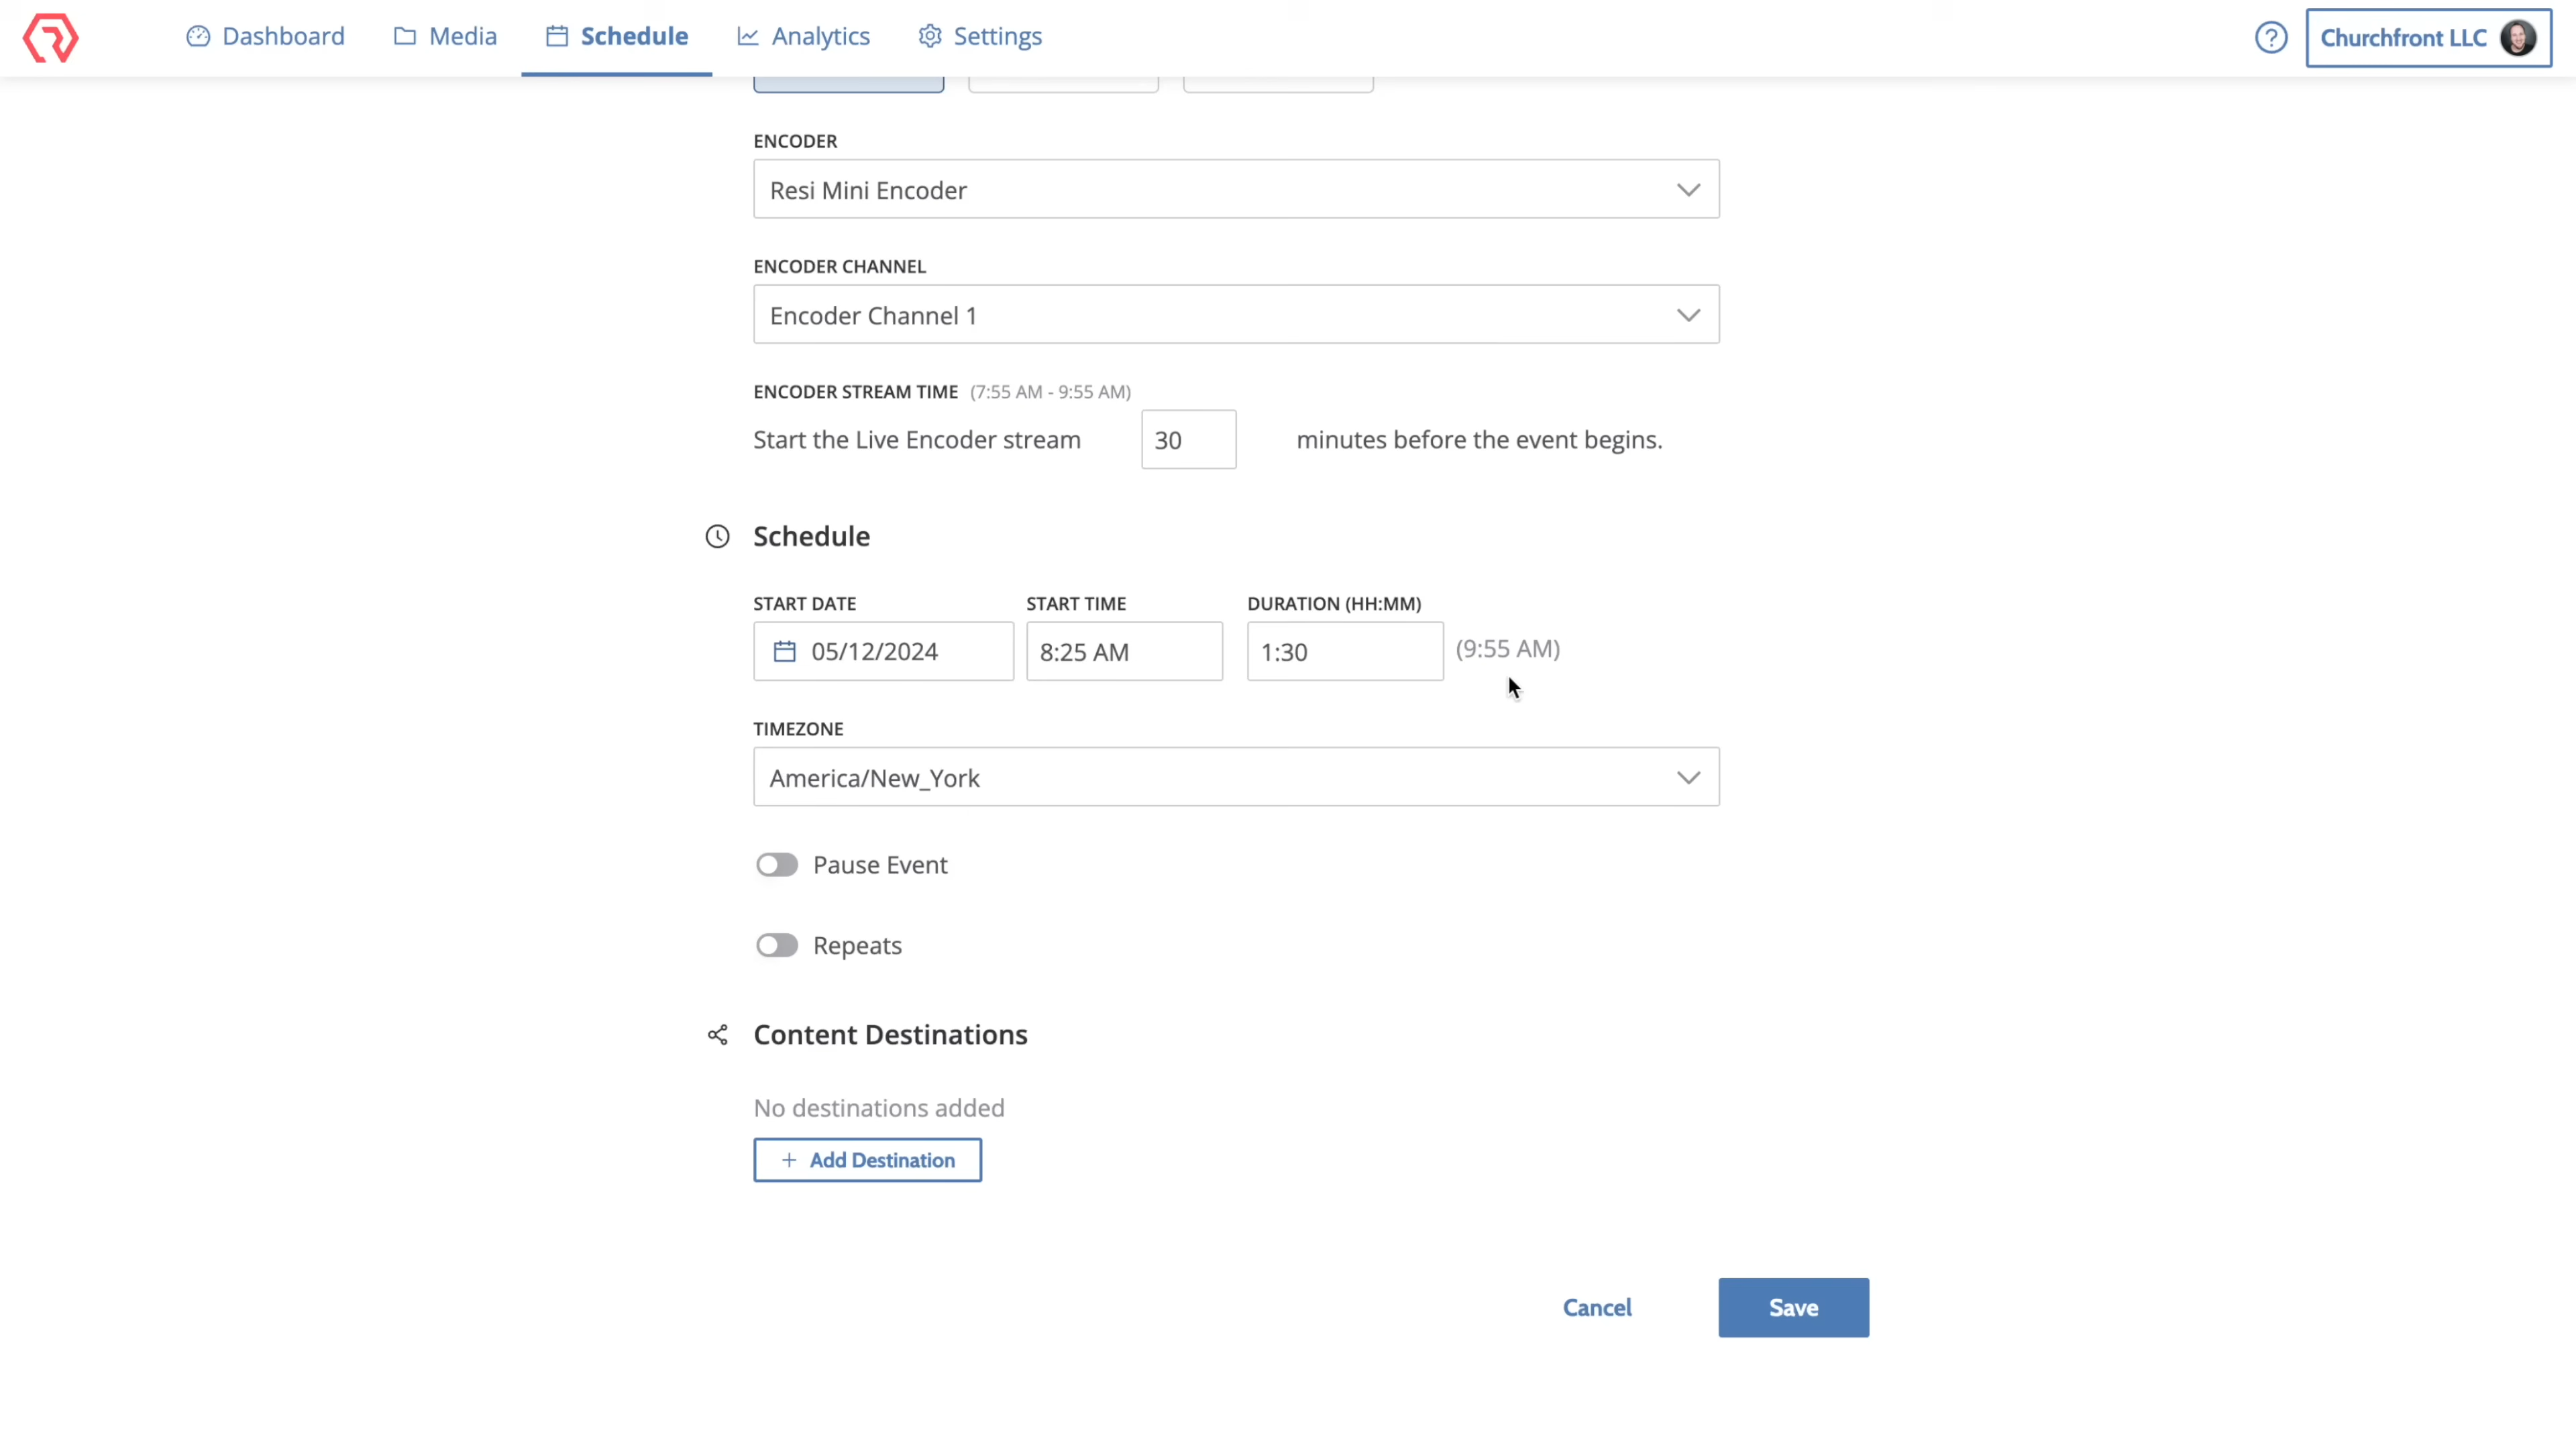 Dashboard Media Schedule Analytics Settings ? Churchfront LLC
ENCODER
Resi Mini Encoder
ENCODER CHANNEL
Encoder Channel 1
ENCODER STREAM TIME (7:55 AM - 9:55 AM)
Start the Live Encoder stream 30 minutes before the event begins.
Schedule
START DATE START TIME DURATION (HH:MM)
05/12/2024 8:25 AM 1:30 (9:55 AM)
TIMEZONE
America/New_York
Pause Event
Repeats
Content Destinations
No destinations added
+ Add Destination
Cancel Save